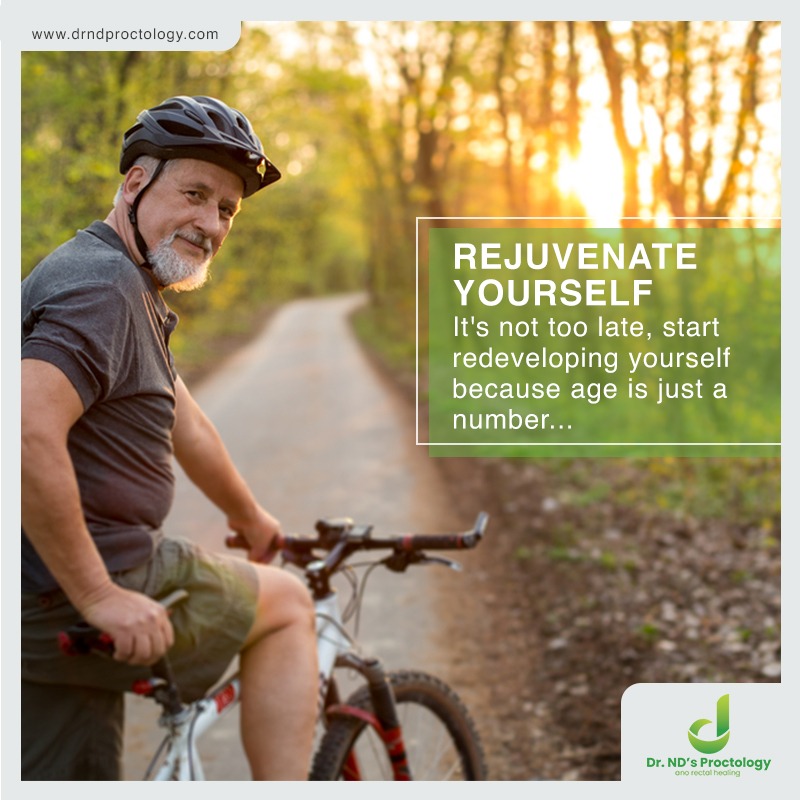 www.drndproctology.com
REJUVENATE
YOURSELF
It's not too late, start
redeveloping yourself
because age is just a
number...
Dr. ND's Proctology
ano rectal healing